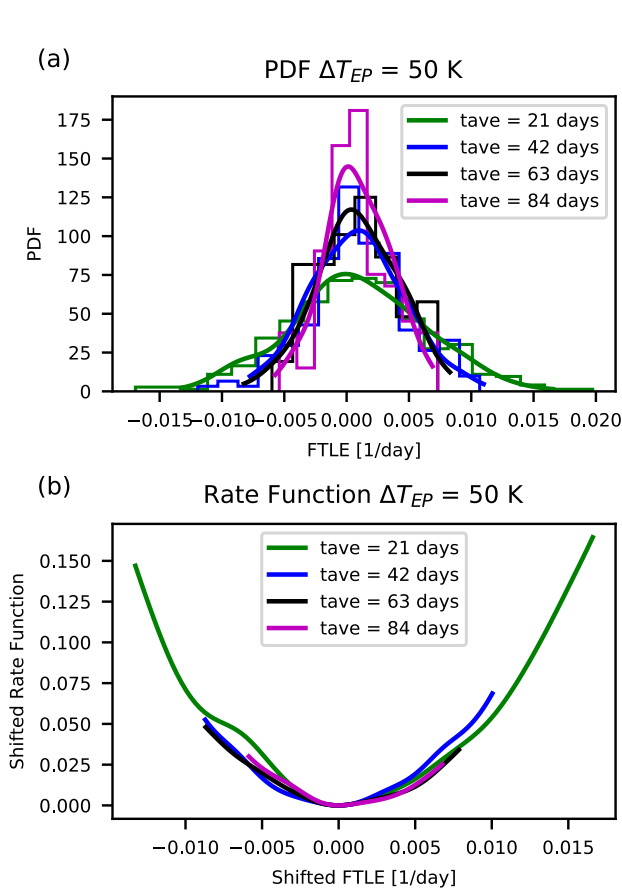 (a)
PDF ΔT_EP = 50 K
175
150
125
100
75
50
25
0
PDF
tave = 21 days
tave = 42 days
tave = 63 days
tave = 84 days
−0.015 −0.010 −0.005 0.000 0.005 0.010 0.015 0.020
FTLE [1/day]
(b)
Rate Function ΔT_EP = 50 K
0.150
0.125
0.100
0.075
0.050
0.025
0.000
Shifted Rate Function
tave = 21 days
tave = 42 days
tave = 63 days
tave = 84 days
−0.010 −0.005 0.000 0.005 0.010 0.015
Shifted FTLE [1/day]